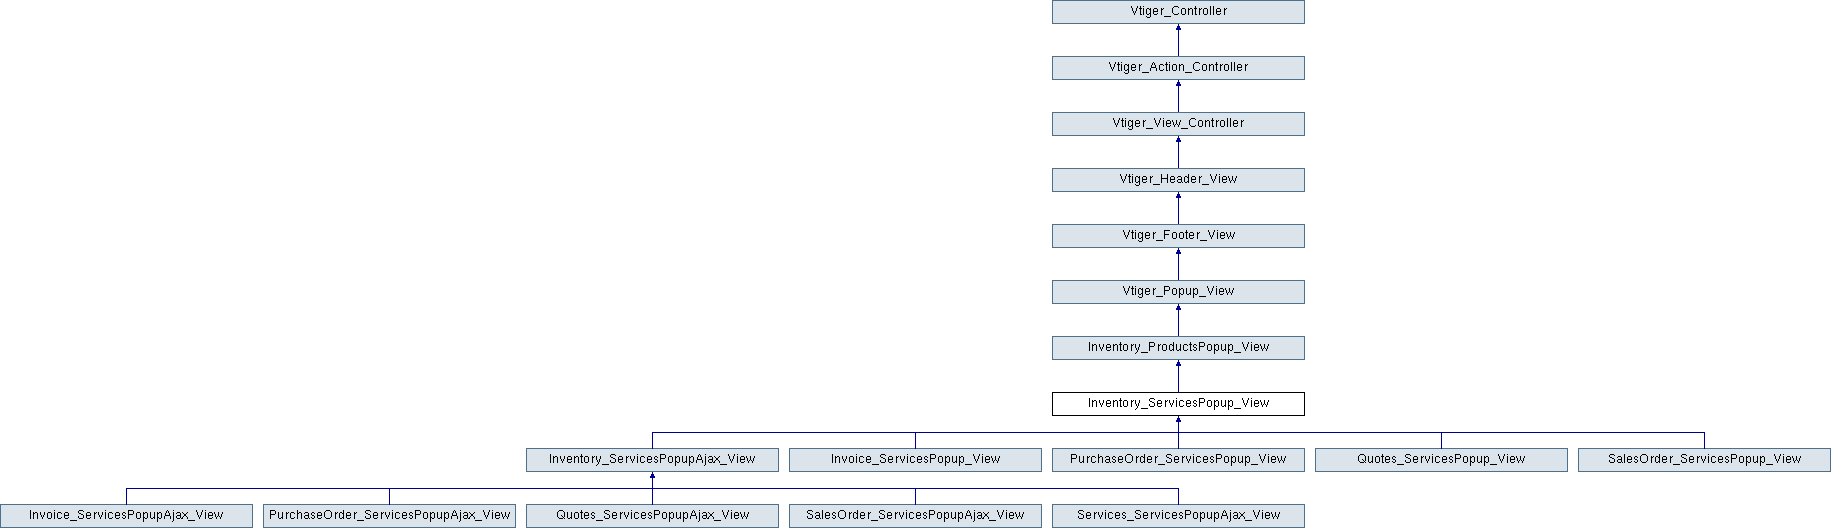 Vtiger_Controller
Vtiger_Action_Controller
Vtiger_View_Controller
Vtiger_Header_View
Vtiger_Footer_View
Vtiger_Popup_View
Inventory_ProductsPopup_View
Inventory_ServicesPopup_View
Inventory_ServicesPopupAjax_View
Invoice_ServicesPopup_View
PurchaseOrder_ServicesPopup_View
Quotes_ServicesPopup_View
SalesOrder_ServicesPopup_View
Invoice_ServicesPopupAjax_View
PurchaseOrder_ServicesPopupAjax_View
Quotes_ServicesPopupAjax_View
SalesOrder_ServicesPopupAjax_View
Services_ServicesPopupAjax_View